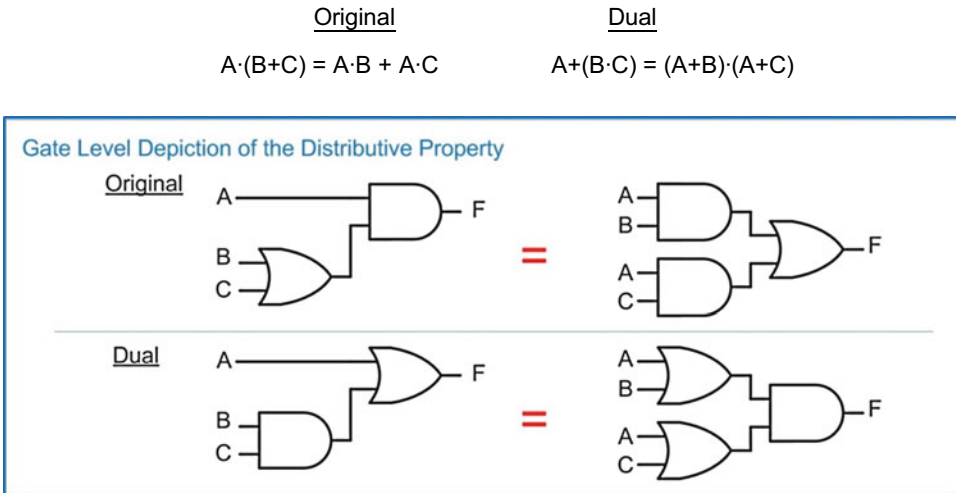 Original Dual
A·(B+C) = A·B + A·C A+(B·C) = (A+B)·(A+C)
Gate Level Depiction of the Distributive Property
Original
A
B
C
F
=
A
B
A
C
F
Dual
A
B
C
F
=
A
B
A
C
F